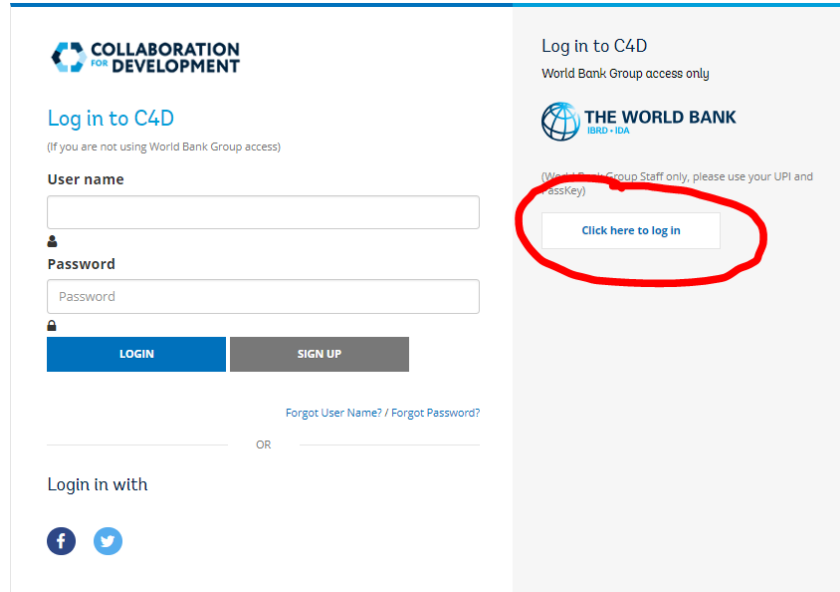 COLLABORATION
FOR DEVELOPMENT
Log in to C4D
(If you are not using World Bank Group access)
User name
Password
Password
LOGIN
SIGN UP
Forgot User Name? / Forgot Password?
OR
Login in with
Log in to C4D
World Bank Group access only
THE WORLD BANK
IBRD • IDA
(World Bank Group Staff only, please use your UPI and
PassKey)
Click here to log in